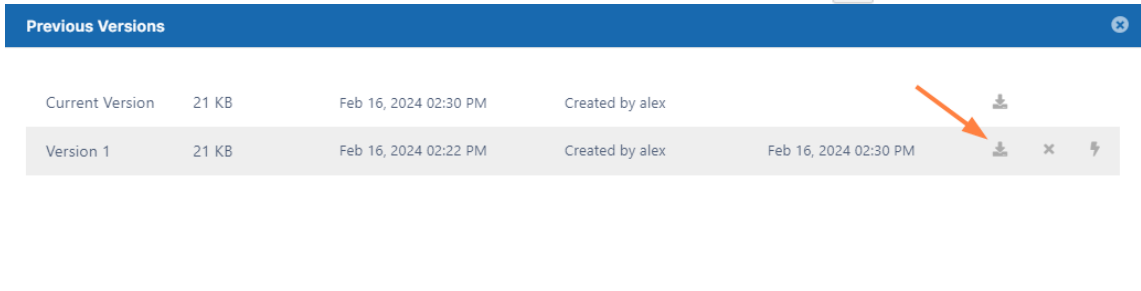 Previous Versions
Current Version 21 KB Feb 16, 2024 02:30 PM Created by alex
Version 1 21 KB Feb 16, 2024 02:22 PM Created by alex Feb 16, 2024 02:30 PM